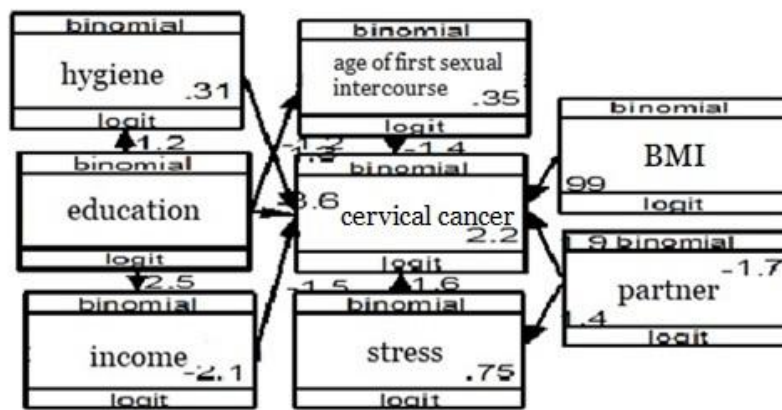 binomial
hygiene
.31
logit
binomial
age of first sexual
intercourse
.35
logit
binomial
BMI
.99
logit
1.2
-1.2
-1.4
binomial
education
logit
binomial
-3.6
cervical cancer
2.2
logit
1.9 binomial
-1.7
partner
1.4
logit
2.5
-1.5
1.6
binomial
income
-2.1
logit
binomial
stress
.75
logit